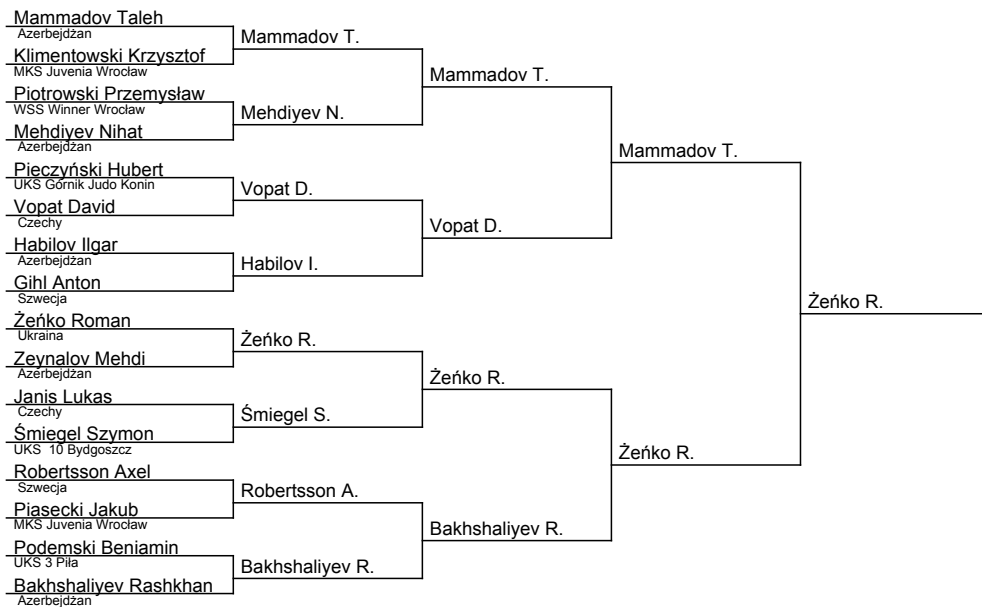 Mammadov Taleh
Azerbejdżan
Klimentowski Krzysztof
MKS Juvenia Wrocław
Piotrowski Przemysław
WSS Winner Wrocław
Mehdiyev Nihat
Azerbejdżan
Pieczyński Hubert
UKS Górnik Judo Konin
Vopat David
Czechy
Habilov Ilgar
Azerbejdżan
Gihl Anton
Szwecja
Żeńko Roman
Ukraina
Zeynalov Mehdi
Azerbejdżan
Janis Lukas
Czechy
Śmiegel Szymon
UKS 10 Bydgoszcz
Robertsson Axel
Szwecja
Piasecki Jakub
MKS Juvenia Wrocław
Podemski Beniamin
UKS 3 Piła
Bakhshaliyev Rashkhan
Azerbejdżan
Mammadov T.
Mehdiyev N.
Vopat D.
Habilov I.
Żeńko R.
Śmiegel S.
Robertsson A.
Bakhshaliyev R.
Mammadov T.
Vopat D.
Żeńko R.
Bakhshaliyev R.
Mammadov T.
Żeńko R.
Żeńko R.